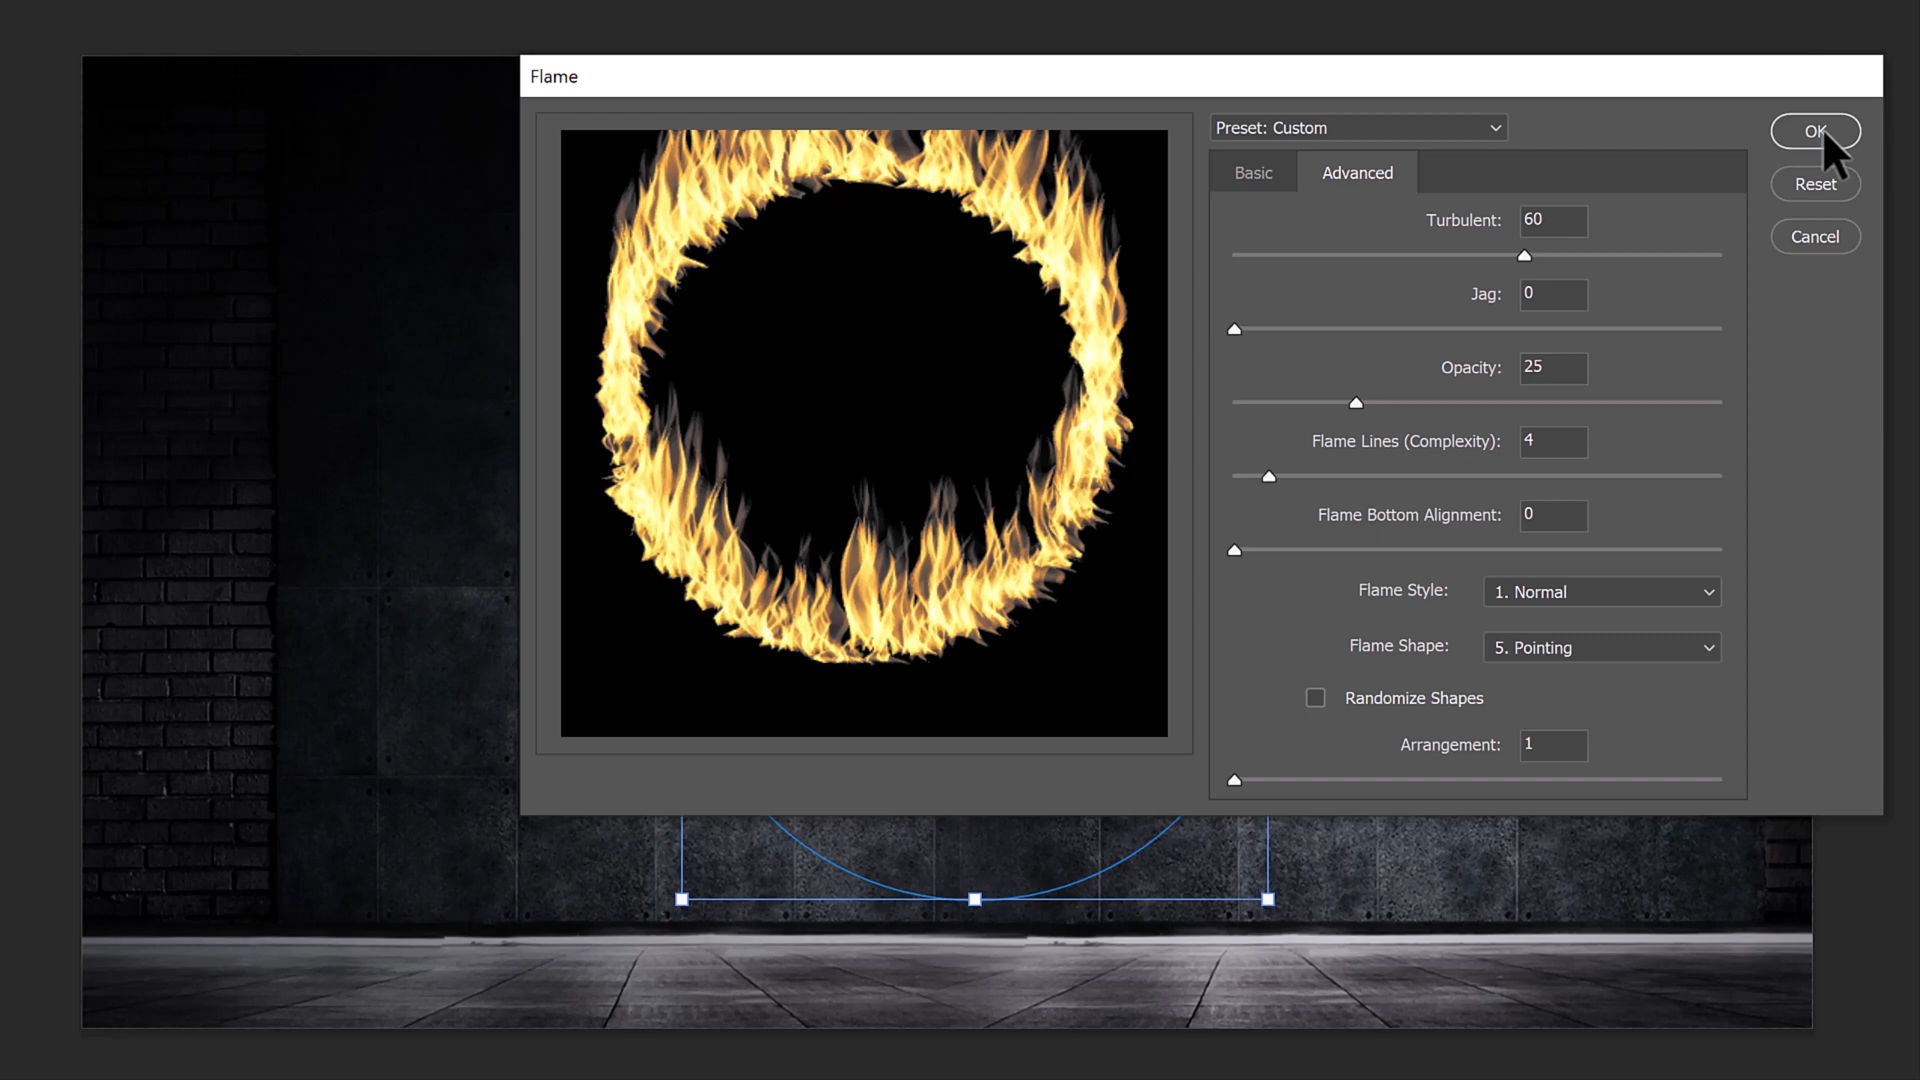 Flame
Preset: Custom
OK
Basic
Advanced
Reset
Turbulent: 60
Cancel
Jag: 0
Opacity: 25
Flame Lines (Complexity): 4
Flame Bottom Alignment: 0
Flame Style: 1. Normal
Flame Shape: 5. Pointing
Randomize Shapes
Arrangement: 1